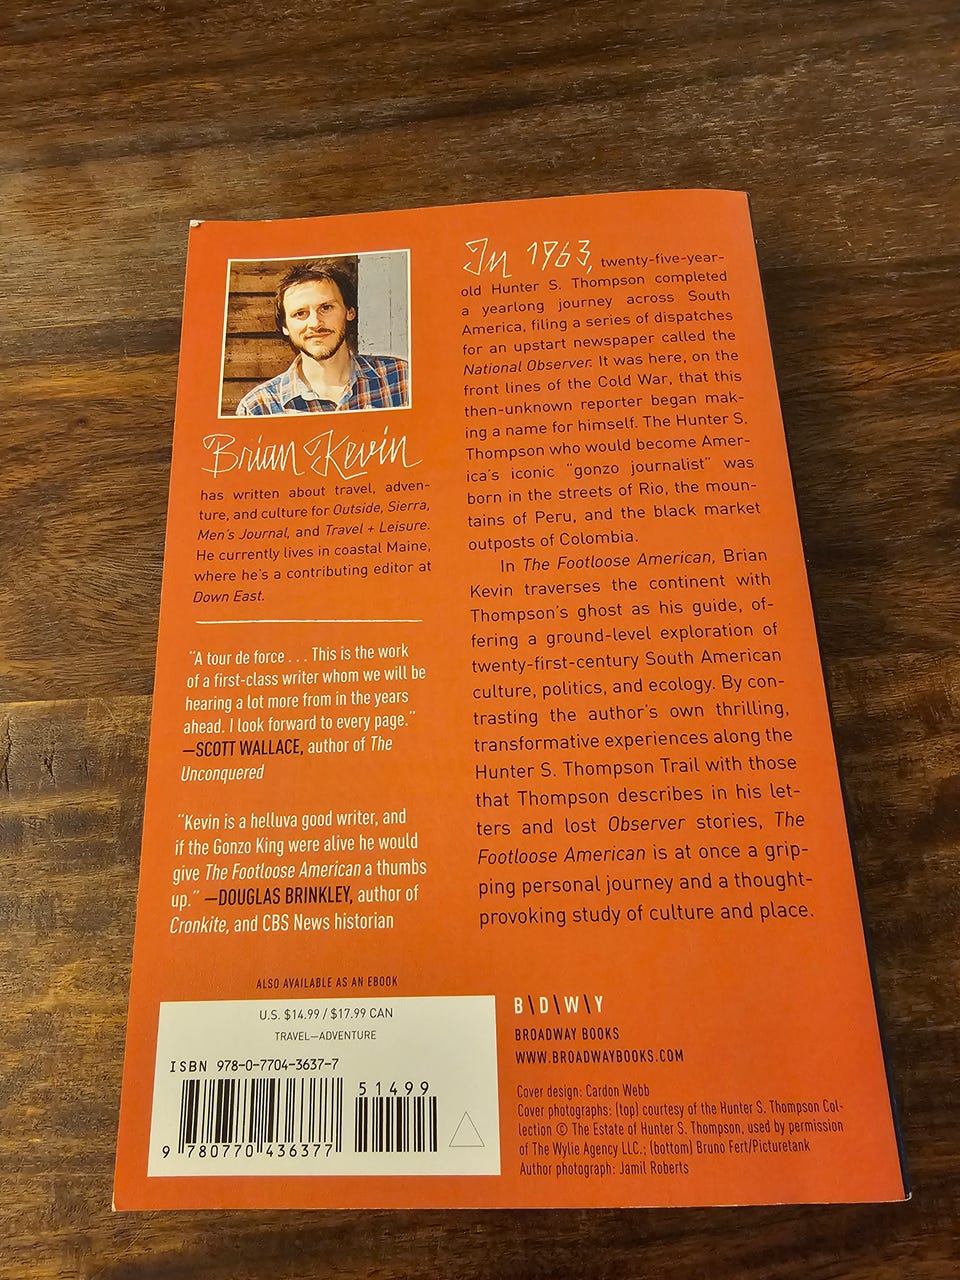 Brian Kevin
has written about travel, adven-
ture, and culture for Outside, Sierra,
Men's Journal, and Travel + Leisure.
He currently lives in coastal Maine,
where he's a contributing editor at
Down East.
"A tour de force . . . This is the work
of a first-class writer whom we will be
hearing a lot more from in the years
ahead. I look forward to every page."
—SCOTT WALLACE, author of The
Unconquered
"Kevin is a helluva good writer, and
if the Gonzo King were alive he would
give The Footloose American a thumbs
up." —DOUGLAS BRINKLEY, author of
Cronkite, and CBS News historian
In 1963, twenty-five-year-
old Hunter S. Thompson completed
a yearlong journey across South
America, filing a series of dispatches
for an upstart newspaper called the
National Observer. It was here, on the
front lines of the Cold War, that this
then-unknown reporter began mak-
ing a name for himself. The Hunter S.
Thompson who would become Amer-
ica's iconic "gonzo journalist" was
born in the streets of Rio, the moun-
tains of Peru, and the black market
outposts of Colombia.
In The Footloose American, Brian
Kevin traverses the continent with
Thompson's ghost as his guide, of-
fering a ground-level exploration of
twenty-first-century South American
culture, politics, and ecology. By con-
trasting the author's own thrilling,
transformative experiences along the
Hunter S. Thompson Trail with those
that Thompson describes in his let-
ters and lost Observer stories, The
Footloose American is at once a grip-
ping personal journey and a thought-
provoking study of culture and place.
ALSO AVAILABLE AS AN EBOOK
U.S. $14.99 / $17.99 CAN
TRAVEL—ADVENTURE
ISBN 978-0-7704-3637-7
51499
9 780770 436377
B\D\W\Y
BROADWAY BOOKS
WWW.BROADWAYBOOKS.COM
Cover design: Cardon Webb
Cover photographs: (top) courtesy of the Hunter S. Thompson Col-
lection © The Estate of Hunter S. Thompson, used by permission
of The Wylie Agency LLC.; (bottom) Bruno Fert/Picturetank
Author photograph: Jamil Roberts